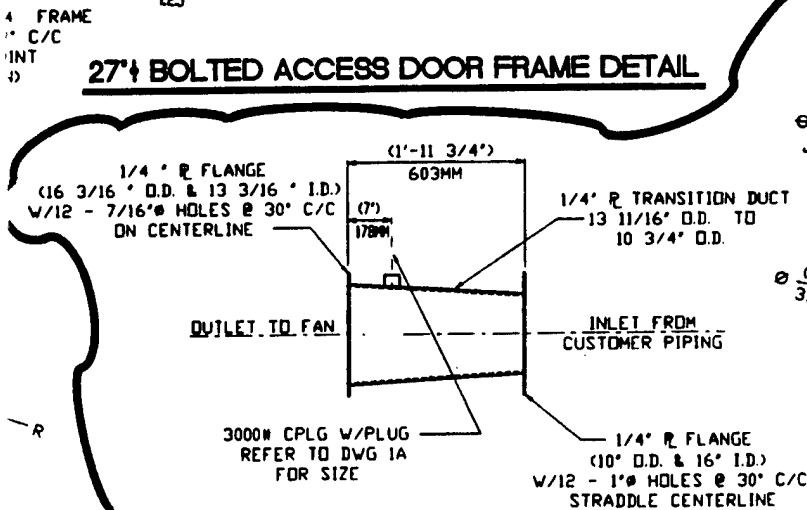 4 FRAME
" C/C
27"ϕ BOLTED ACCESS DOOR FRAME DETAIL
(1'-11 3/4")
603MM
1/4 " ℞ FLANGE
(16 3/16 " O.D. & 13 3/16 " I.D.)
W/12 - 7/16"ø HOLES @ 30° C/C
ON CENTERLINE
(7")
178MM
1/4" ℞ TRANSITION DUCT
13 11/16" O.D. TO
10 3/4" O.D.
OUTLET TO FAN
INLET FROM
CUSTOMER PIPING
3000# CPLG W/PLUG
REFER TO DWG 1A
FOR SIZE
1/4" ℞ FLANGE
(10" O.D. & 16" I.D.)
W/12 - 1"ø HOLES @ 30° C/C
STRADDLE CENTERLINE
R